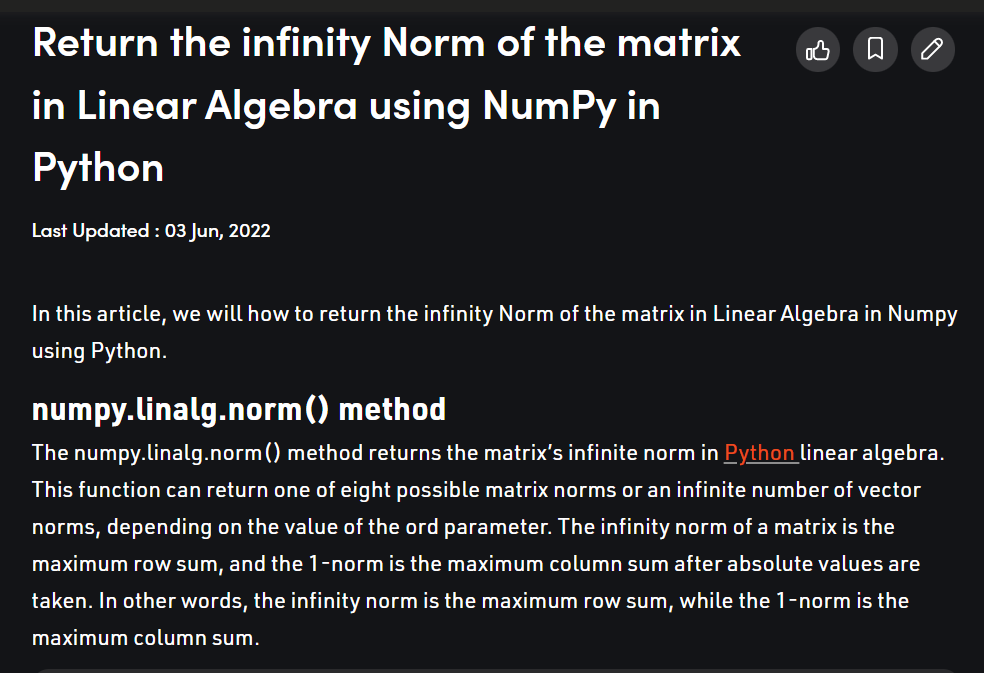 Return the infinity Norm of the matrix
in Linear Algebra using NumPy in
Python
Last Updated : 03 Jun, 2022
In this article, we will how to return the infinity Norm of the matrix in Linear Algebra in Numpy
using Python.
numpy.linalg.norm() method
The numpy.linalg.norm() method returns the matrix’s infinite norm in Python linear algebra.
This function can return one of eight possible matrix norms or an infinite number of vector
norms, depending on the value of the ord parameter. The infinity norm of a matrix is the
maximum row sum, and the 1-norm is the maximum column sum after absolute values are
taken. In other words, the infinity norm is the maximum row sum, while the 1-norm is the
maximum column sum.